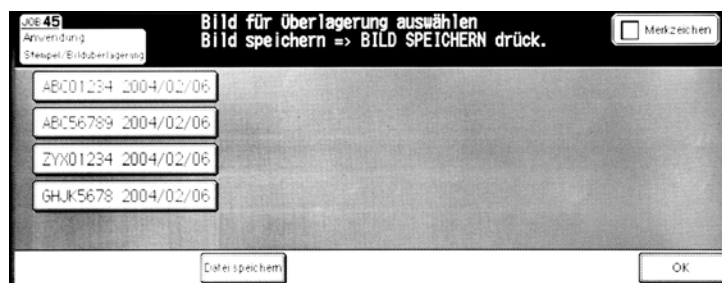 JOB 45
Anwendung
Stempel/Bildüberlagerung
Bild für Überlagerung auswählen
Bild speichern => BILD SPEICHERN drück.
Merkzeichen
ABC01234 2004/02/06
ABC56789 2004/02/06
ZYX01234 2004/02/06
GHJK5678 2004/02/06
Datei speichern
OK